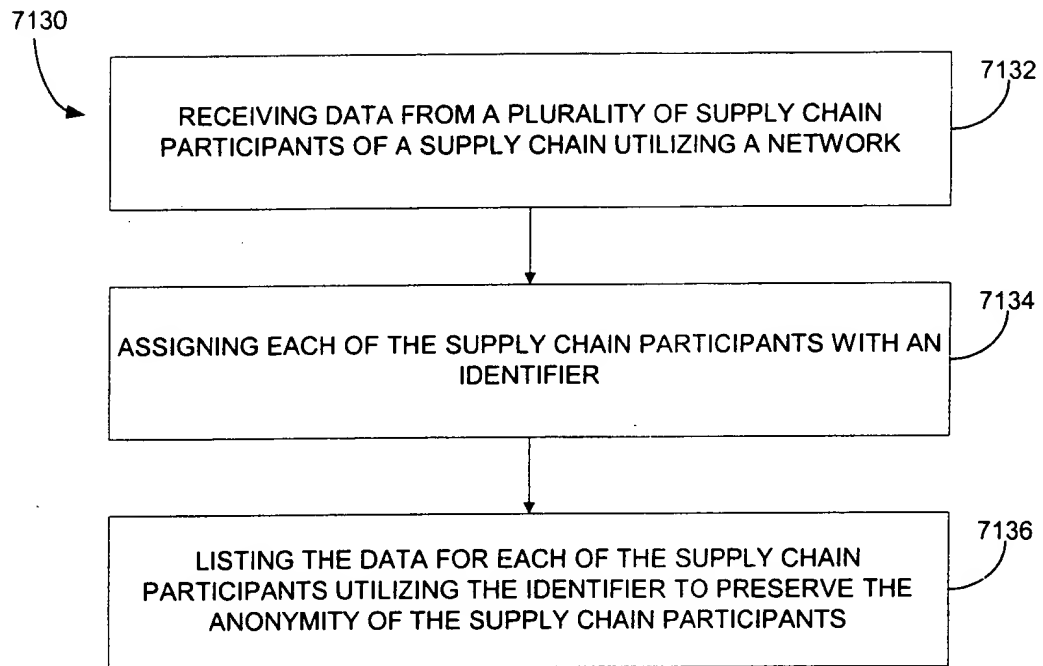 7130
7132
RECEIVING DATA FROM A PLURALITY OF SUPPLY CHAIN
PARTICIPANTS OF A SUPPLY CHAIN UTILIZING A NETWORK
7134
ASSIGNING EACH OF THE SUPPLY CHAIN PARTICIPANTS WITH AN
IDENTIFIER
7136
LISTING THE DATA FOR EACH OF THE SUPPLY CHAIN
PARTICIPANTS UTILIZING THE IDENTIFIER TO PRESERVE THE
ANONYMITY OF THE SUPPLY CHAIN PARTICIPANTS